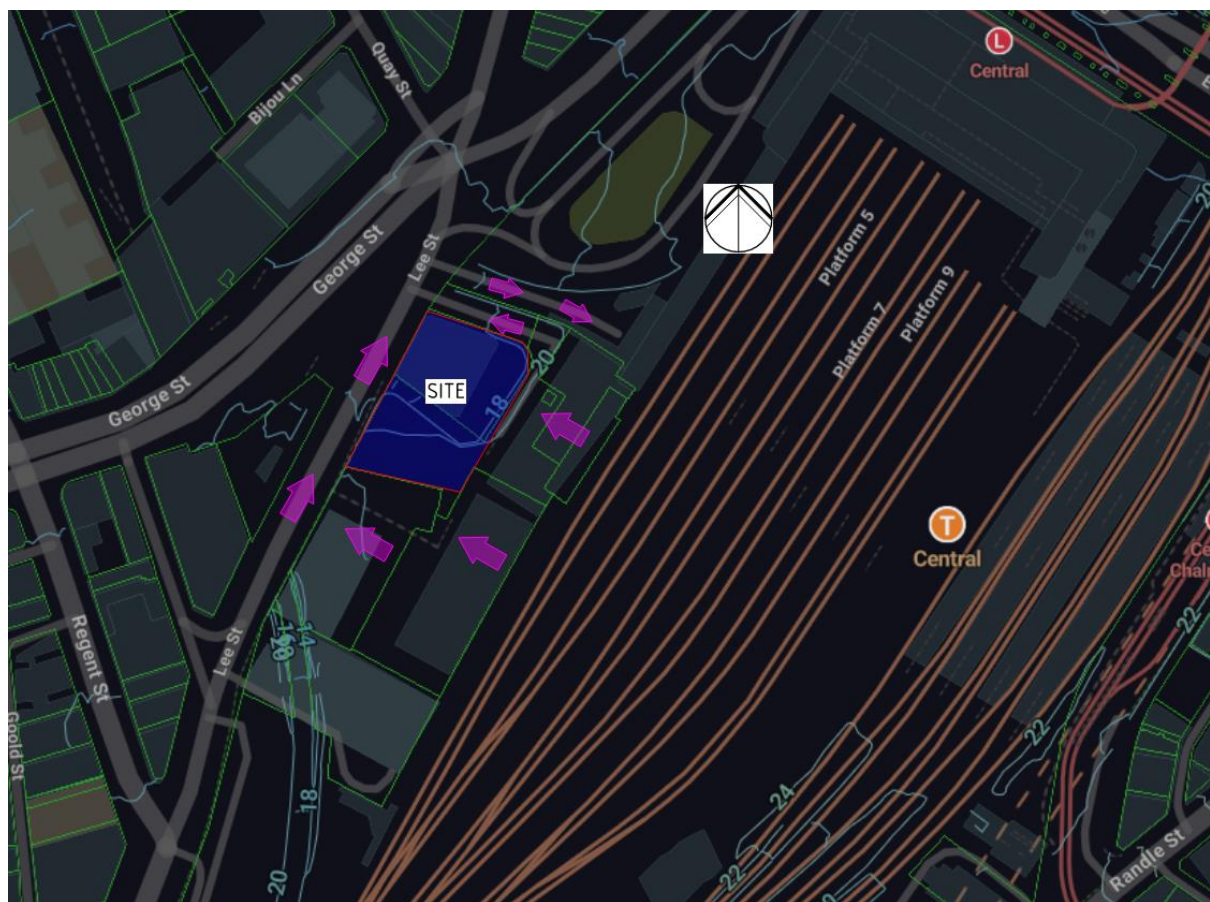 L
Central
Quay St
Bijou Ln
20
Platform 5
George St
Lee St
Platform 9
Platform 7
20
SITE
18
George St
T
Central
22
14
Lee St
Regent St
22
Goold St
24
18
20
22
Randle St